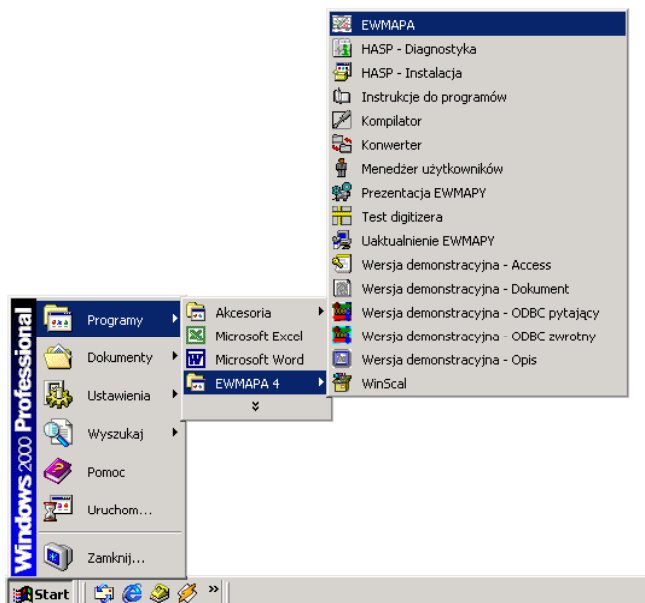 EWMAPA
HASP - Diagnostyka
HASP - Instalacja
Instrukcje do programów
Kompilator
Konwerter
Menedżer użytkowników
Prezentacja EWMAPY
Test digitizera
Uaktualnienie EWMAPY
Wersja demonstracyjna - Access
Wersja demonstracyjna - Dokument
Wersja demonstracyjna - ODBC pytający
Wersja demonstracyjna - ODBC zwrotny
Wersja demonstracyjna - Opis
WinScal
Akcesoria
Microsoft Excel
Microsoft Word
EWMAPA 4
Windows 2000 Professional
Programy
Dokumenty
Ustawienia
Wyszukaj
Pomoc
Uruchom...
Zamknij...
Start